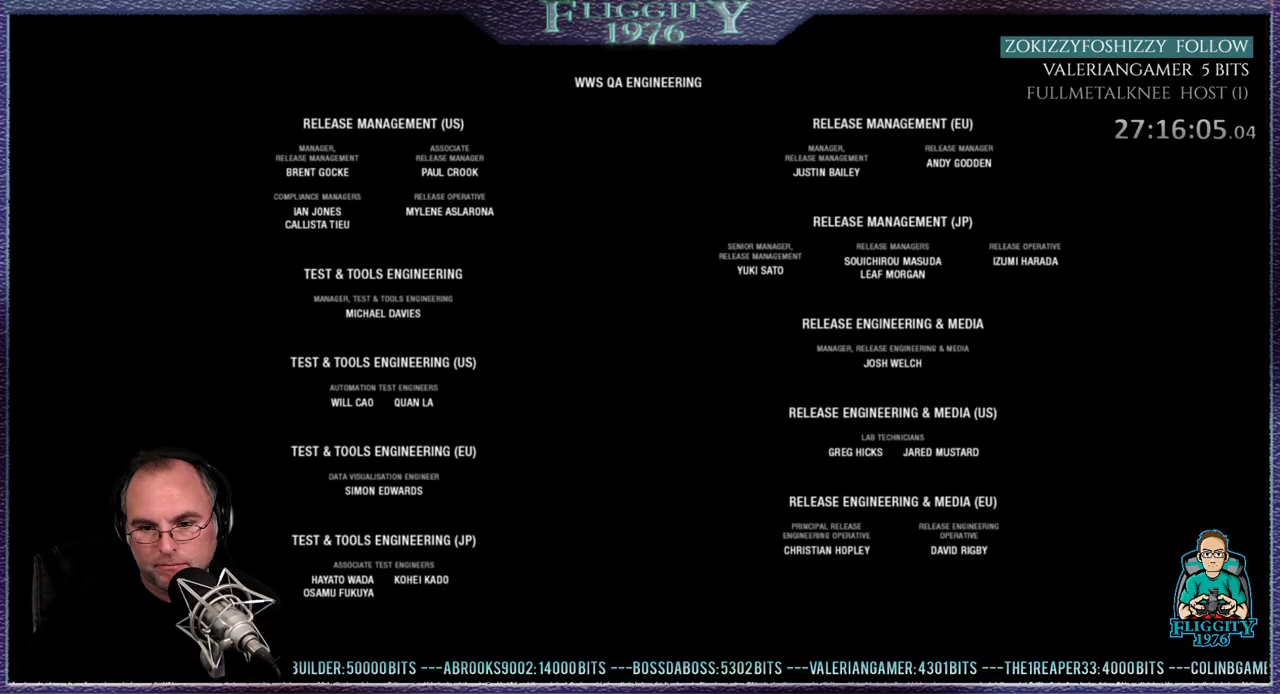 FLIGGITY
1976
ZOKIZZYFOSHIZZY FOLLOW
VALERIANGAMER 5 BITS
FULLMETALKNEE HOST (1)
27:16:05.04
WWS QA ENGINEERING
RELEASE MANAGEMENT (US)
MANAGER,
RELEASE MANAGEMENT
BRENT GOCKE
ASSOCIATE
RELEASE MANAGER
PAUL CROOK
COMPLIANCE MANAGERS
IAN JONES
CALLISTA TIEU
RELEASE OPERATIVE
MYLENE ASLARONA
TEST & TOOLS ENGINEERING
MANAGER, TEST & TOOLS ENGINEERING
MICHAEL DAVIES
TEST & TOOLS ENGINEERING (US)
AUTOMATION TEST ENGINEERS
WILL CAO QUAN LA
TEST & TOOLS ENGINEERING (EU)
DATA VISUALISATION ENGINEER
SIMON EDWARDS
TEST & TOOLS ENGINEERING (JP)
ASSOCIATE TEST ENGINEERS
HAYATO WADA KOHEI KADO
OSAMU FUKUYA
RELEASE MANAGEMENT (EU)
MANAGER,
RELEASE MANAGEMENT
JUSTIN BAILEY
RELEASE MANAGER
ANDY GODDEN
RELEASE MANAGEMENT (JP)
SENIOR MANAGER,
RELEASE MANAGEMENT
YUKI SATO
RELEASE MANAGERS
SOUICHIROU MASUDA
LEAF MORGAN
RELEASE OPERATIVE
IZUMI HARADA
RELEASE ENGINEERING & MEDIA
MANAGER, RELEASE ENGINEERING & MEDIA
JOSH WELCH
RELEASE ENGINEERING & MEDIA (US)
LAB TECHNICIANS
GREG HICKS JARED MUSTARD
RELEASE ENGINEERING & MEDIA (EU)
PRINCIPAL RELEASE
ENGINEERING OPERATIVE
CHRISTIAN HOPLEY
RELEASE ENGINEERING
OPERATIVE
DAVID RIGBY
FLIGGITY
1976
BUILDER:50000BITS ---ABROOKS9002:14000BITS ---BOSSDABOSS:5302BITS ---VALERIANGAMER:4301BITS ---THE1REAPER33:4000BITS ---COLINBGAME